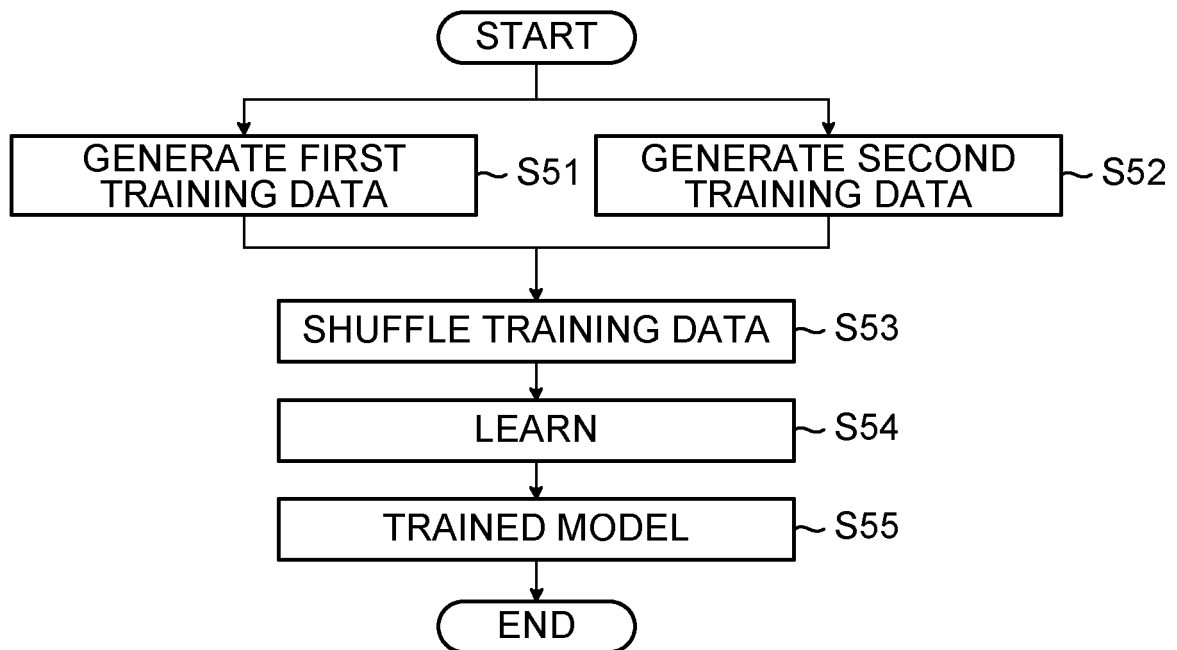 START
GENERATE FIRST
TRAINING DATA
S51
GENERATE SECOND
TRAINING DATA
S52
SHUFFLE TRAINING DATA
S53
LEARN
S54
TRAINED MODEL
S55
END